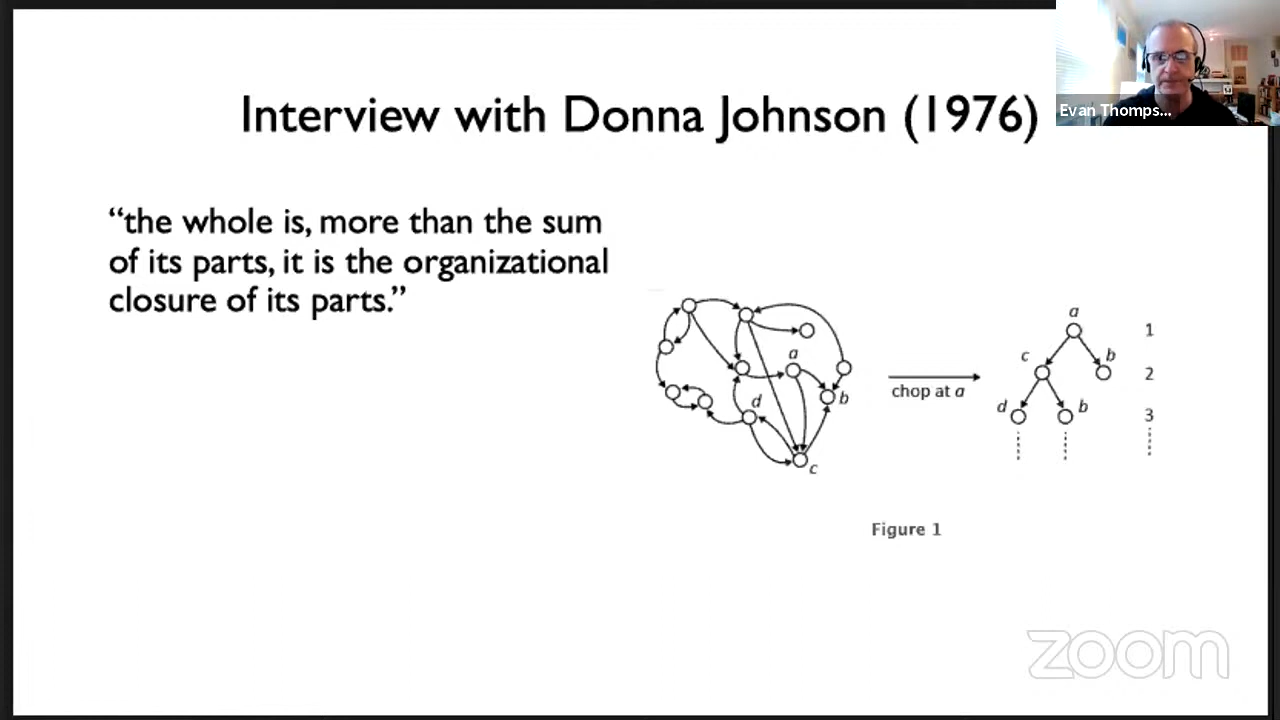 Interview with Donna Johnson (1976)
Evan Thomps...
“the whole is, more than the sum
of its parts, it is the organizational
closure of its parts.”
a
b
c
d
chop at a
a
1
c
b
2
d
b
3
Figure 1
zoom